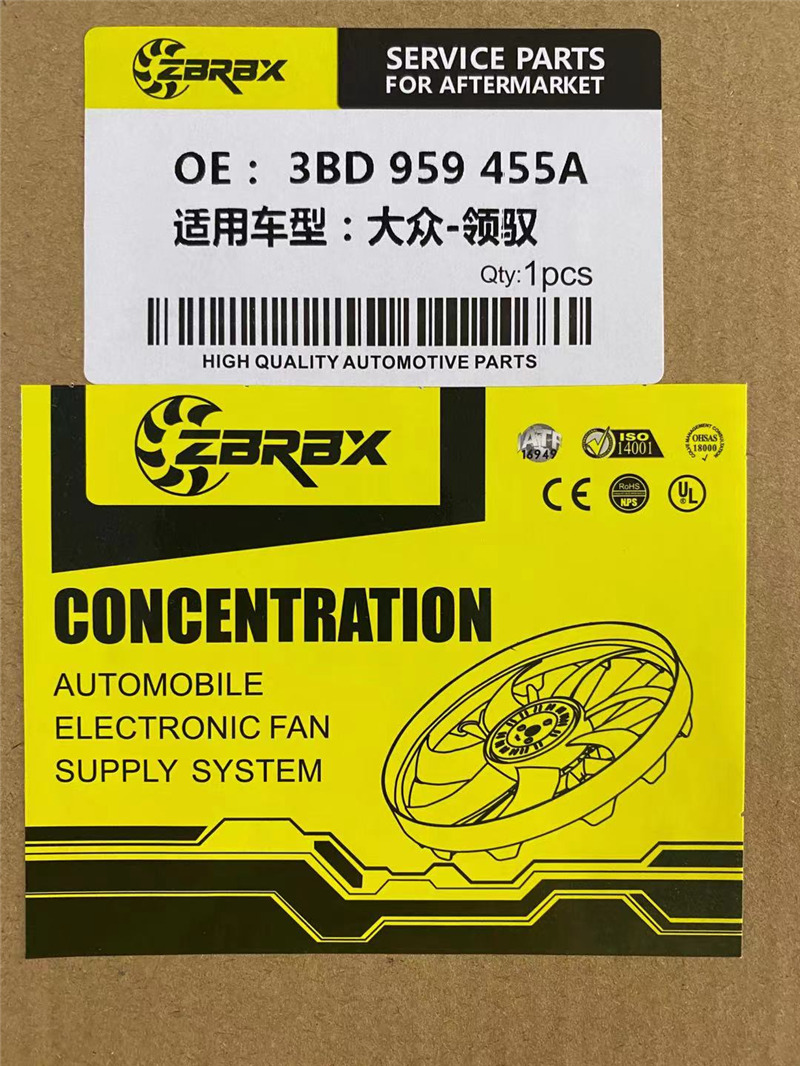 ZBRBX
SERVICE PARTS
FOR AFTERMARKET
OE： 3BD 959 455A
适用车型：大众-领驭
Qty:1pcs
HIGH QUALITY AUTOMOTIVE PARTS
ZBRBX
IATF
16949
ISO
14001
OHSAS
18000
CE
RoHS
NPS
UL
CONCENTRATION
AUTOMOBILE
ELECTRONIC FAN
SUPPLY SYSTEM